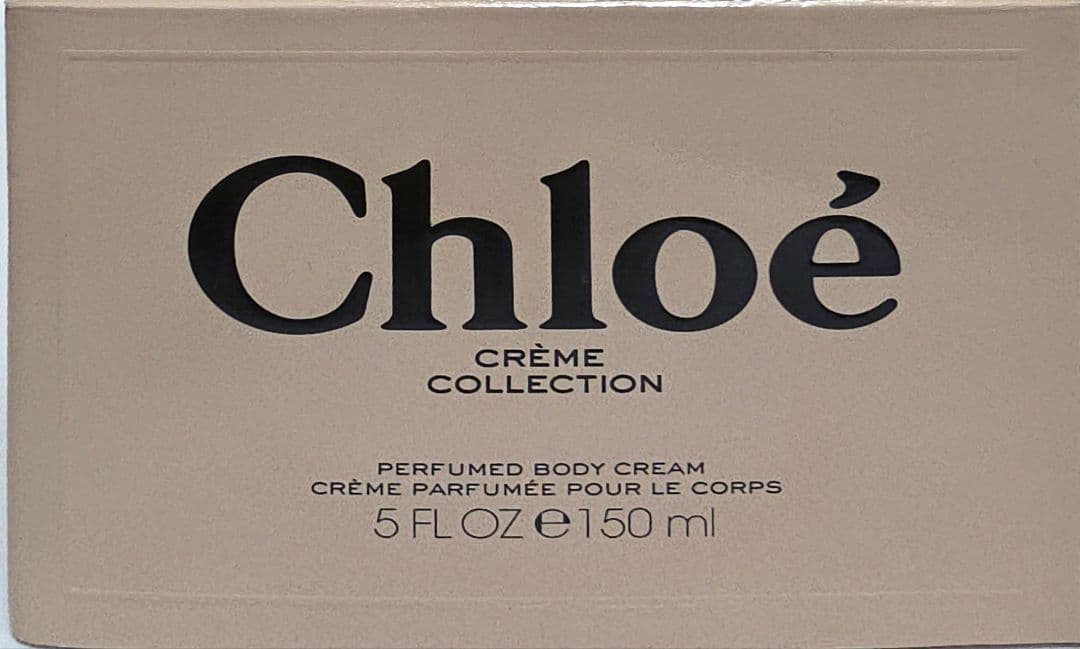 Chloé
CRÈME
COLLECTION
PERFUMED BODY CREAM
CRÈME PARFUMÉE POUR LE CORPS
5 FL OZ ℮ 150 ml